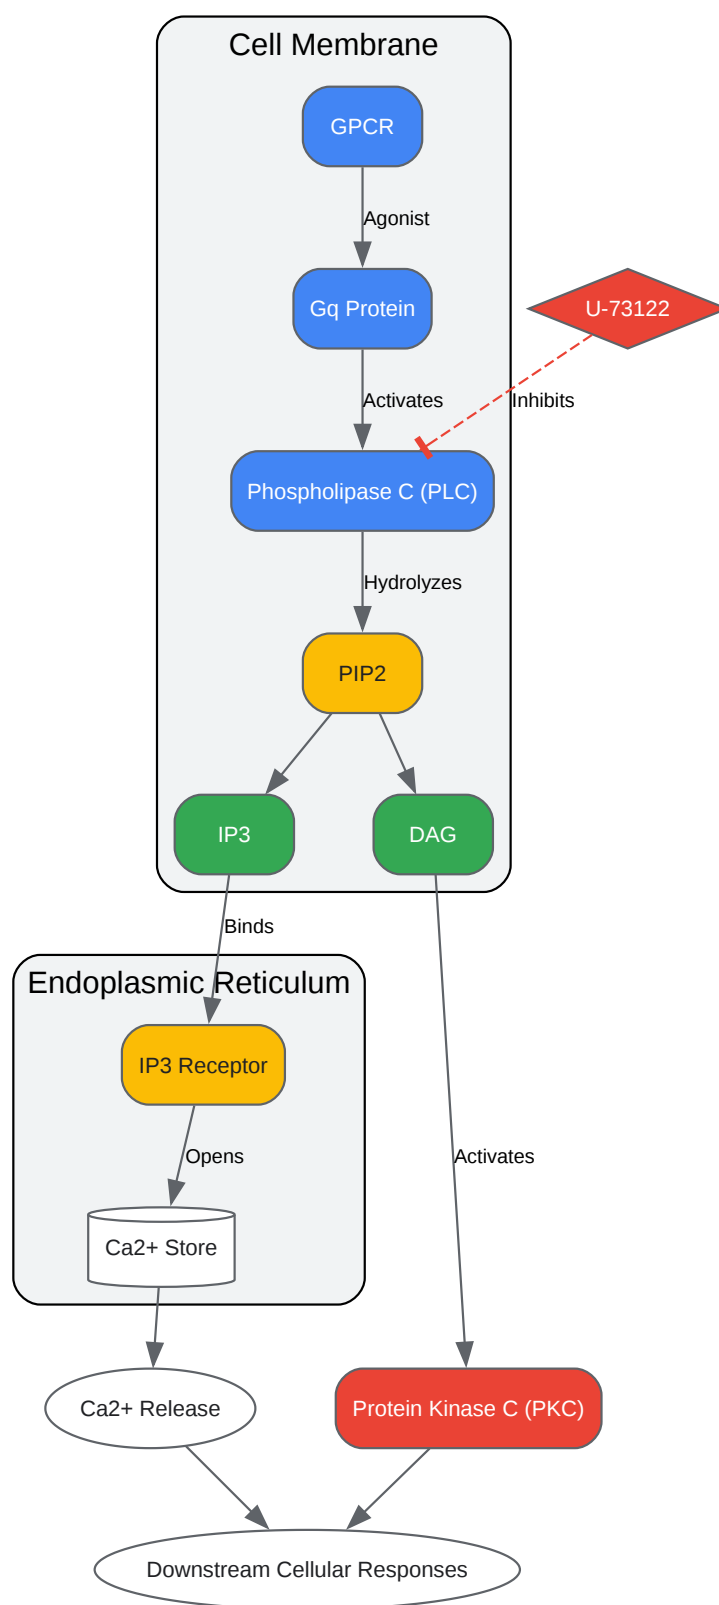 Cell Membrane
GPCR
Agonist
Gq Protein
U-73122
Activates
Inhibits
Phospholipase C (PLC)
Hydrolyzes
PIP2
IP3
DAG
Binds
Endoplasmic Reticulum
IP3 Receptor
Opens
Activates
Ca2+ Store
Ca2+ Release
Protein Kinase C (PKC)
Downstream Cellular Responses